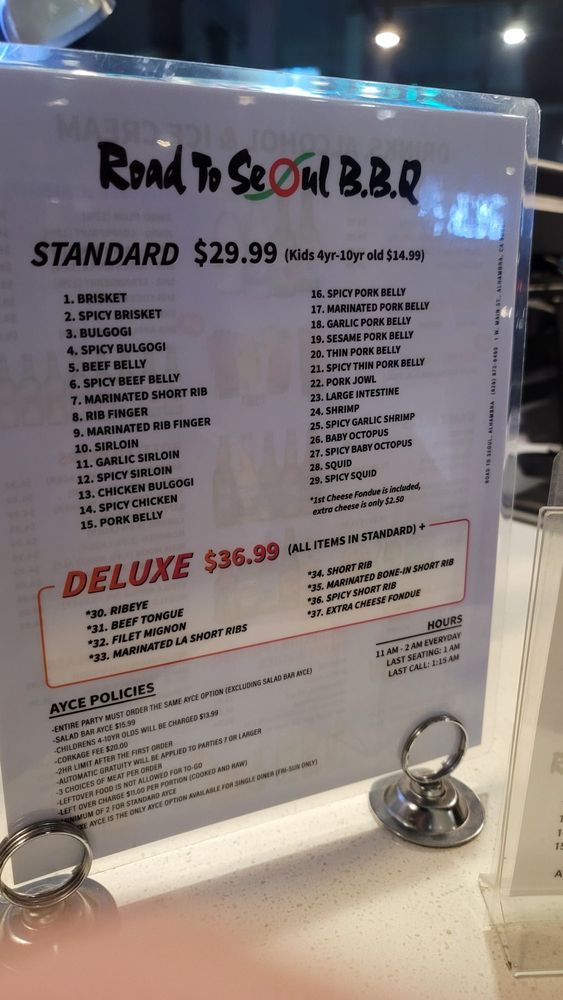 Road To Seoul B.B.Q
STANDARD $29.99 (Kids 4yr-10yr old $14.99)
1. BRISKET
2. SPICY BRISKET
3. BULGOGI
4. SPICY BULGOGI
5. BEEF BELLY
6. SPICY BEEF BELLY
7. MARINATED SHORT RIB
8. RIB FINGER
9. MARINATED RIB FINGER
10. SIRLOIN
11. GARLIC SIRLOIN
12. SPICY SIRLOIN
13. CHICKEN BULGOGI
14. SPICY CHICKEN
15. PORK BELLY
16. SPICY PORK BELLY
17. MARINATED PORK BELLY
18. GARLIC PORK BELLY
19. SESAME PORK BELLY
20. THIN PORK BELLY
21. SPICY THIN PORK BELLY
22. PORK JOWL
23. LARGE INTESTINE
24. SHRIMP
25. SPICY GARLIC SHRIMP
26. BABY OCTOPUS
27. SPICY BABY OCTOPUS
28. SQUID
29. SPICY SQUID
*1st Cheese Fondue is included,
extra cheese is only $2.50
DELUXE $36.99 (ALL ITEMS IN STANDARD) +
*30. RIBEYE
*31. BEEF TONGUE
*32. FILET MIGNON
*33. MARINATED LA SHORT RIBS
*34. SHORT RIB
*35. MARINATED BONE-IN SHORT RIB
*36. SPICY SHORT RIB
*37. EXTRA CHEESE FONDUE
HOURS
11 AM - 2 AM EVERYDAY
LAST SEATING: 1 AM
LAST CALL: 1:15 AM
AYCE POLICIES
-ENTIRE PARTY MUST ORDER THE SAME AYCE OPTION (EXCLUDING SALAD BAR AYCE)
-SALAD BAR AYCE $15.99
-CHILDRENS 4-10YR OLDS WILL BE CHARGED $13.99
-CORKAGE FEE $20.00
-2HR LIMIT AFTER THE FIRST ORDER
-AUTOMATIC GRATUITY WILL BE APPLIED TO PARTIES 7 OR LARGER
-3 CHOICES OF MEAT PER ORDER
-LEFTOVER FOOD IS NOT ALLOWED FOR TO-GO
-LEFT OVER CHARGE $11.00 PER PORTION (COOKED AND RAW)
OF 2 FOR STANDARD AYCE
AYCE IS THE ONLY AYCE OPTION AVAILABLE FOR SINGLE DINER (FRI-SUN ONLY)
ROAD TO SEOUL, ALHAMBRA
1 W. MAIN ST., ALHAMBRA, CA